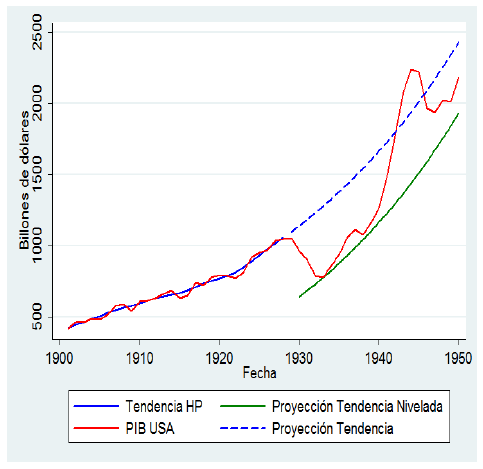 2500
2000
1500
1000
500
Billones de dólares
1900 1910 1920 1930 1940 1950
Fecha
Tendencia HP Proyección Tendencia Nivelada
PIB USA Proyección Tendencia